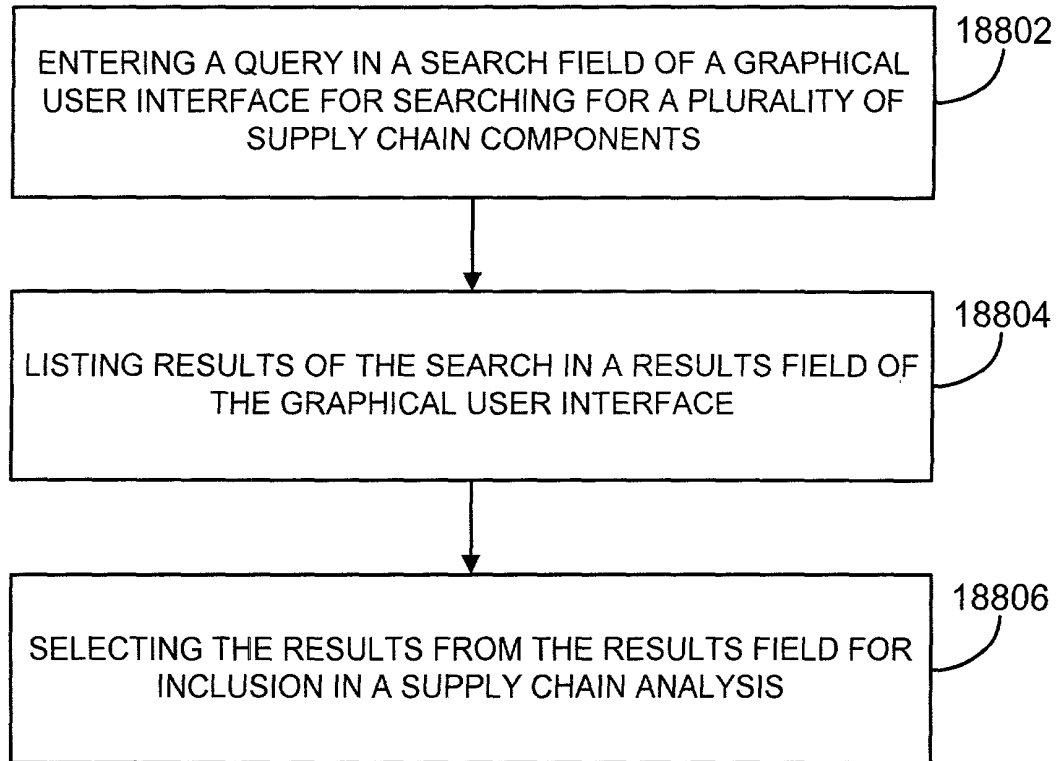 18802
ENTERING A QUERY IN A SEARCH FIELD OF A GRAPHICAL
USER INTERFACE FOR SEARCHING FOR A PLURALITY OF
SUPPLY CHAIN COMPONENTS
18804
LISTING RESULTS OF THE SEARCH IN A RESULTS FIELD OF
THE GRAPHICAL USER INTERFACE
18806
SELECTING THE RESULTS FROM THE RESULTS FIELD FOR
INCLUSION IN A SUPPLY CHAIN ANALYSIS